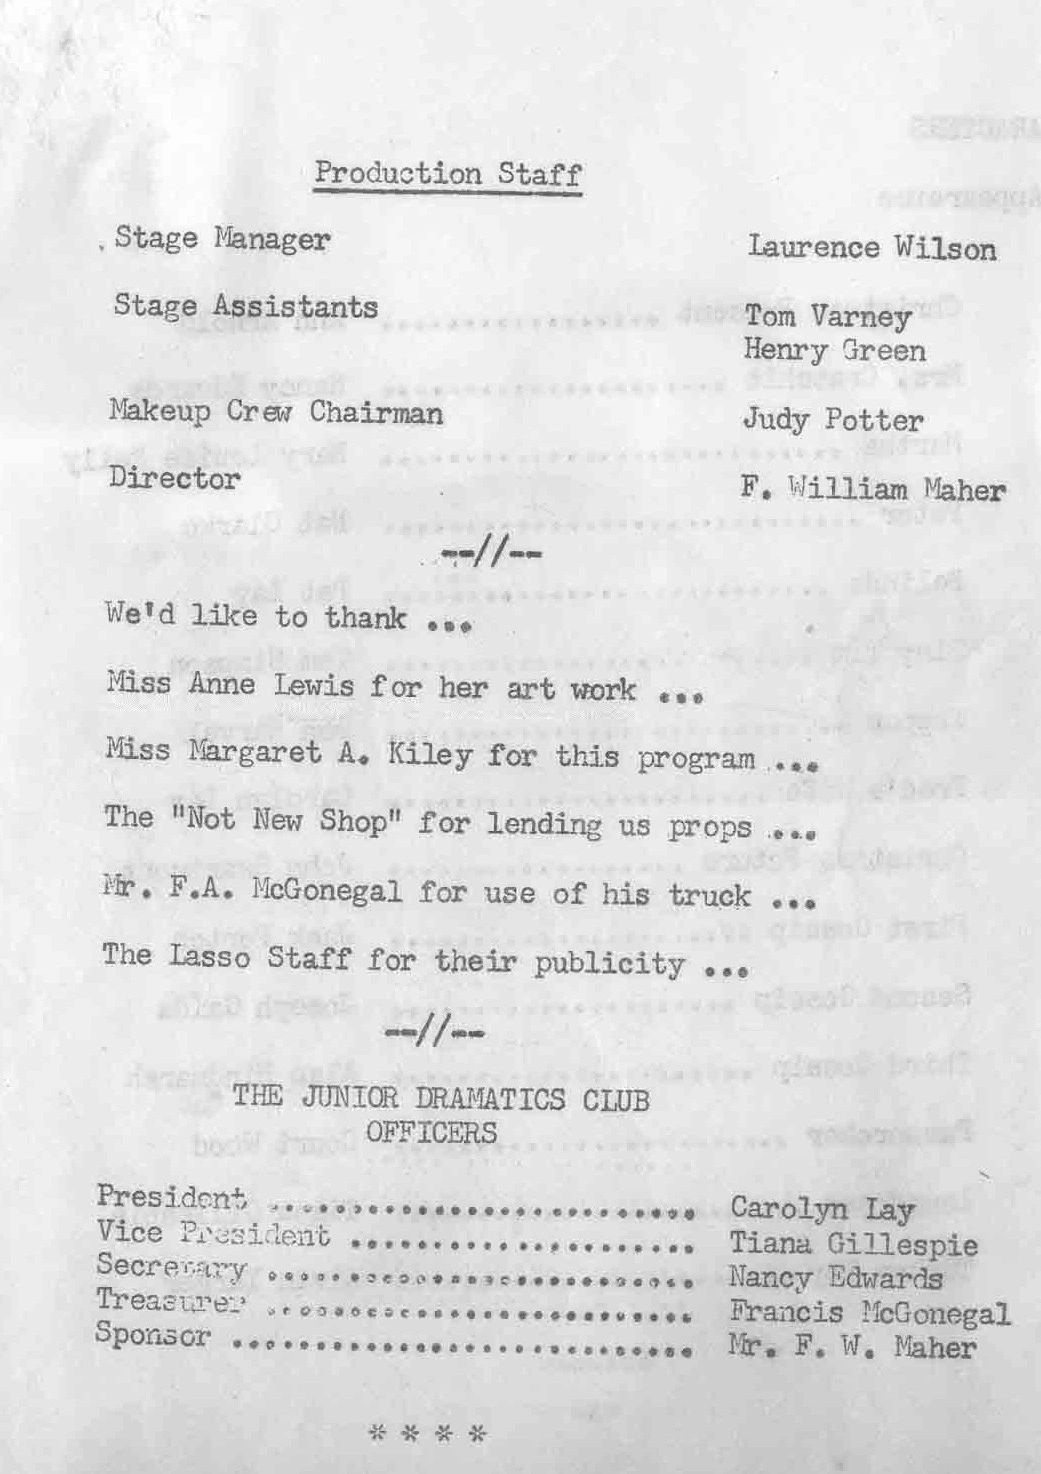 Production Staff
Stage Manager Laurence Wilson
Stage Assistants Tom Varney
Henry Green
Makeup Crew Chairman Judy Potter
Director F. William Maher
--//--
We'd like to thank ...
Miss Anne Lewis for her art work ...
Miss Margaret A. Kiley for this program ...
The "Not New Shop" for lending us props ...
Mr. F.A. McGonegal for use of his truck ...
The Lasso Staff for their publicity ...
--//--
THE JUNIOR DRAMATICS CLUB
OFFICERS
President .......................... Carolyn Lay
Vice President ..................... Tiana Gillespie
Secretary .......................... Nancy Edwards
Treasurer .......................... Francis McGonegal
Sponsor ............................ Mr. F. W. Maher
* * * *